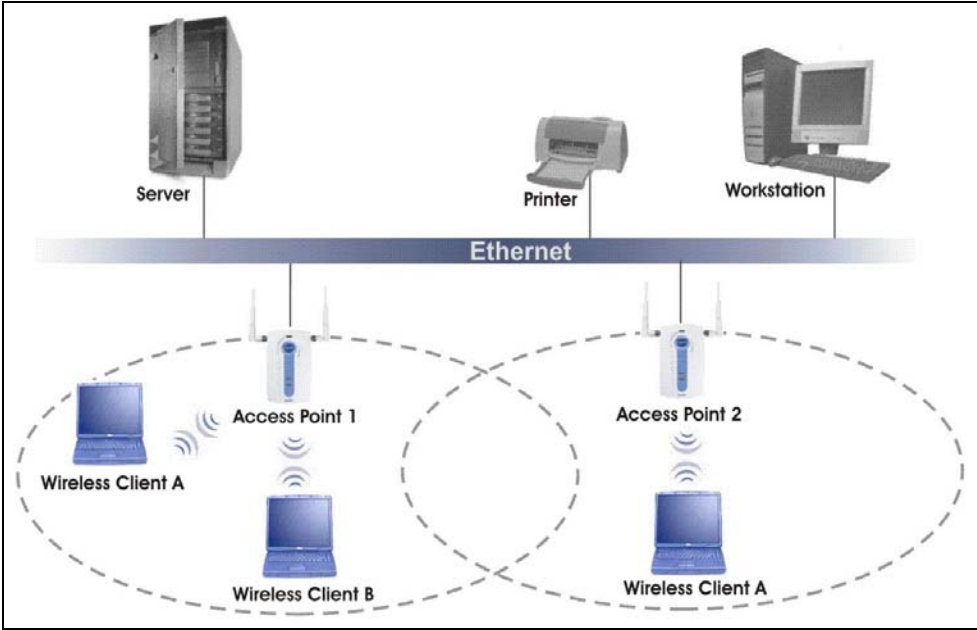 Server
Printer
Workstation
Ethernet
Access Point 1
Access Point 2
Wireless Client A
Wireless Client B
Wireless Client A